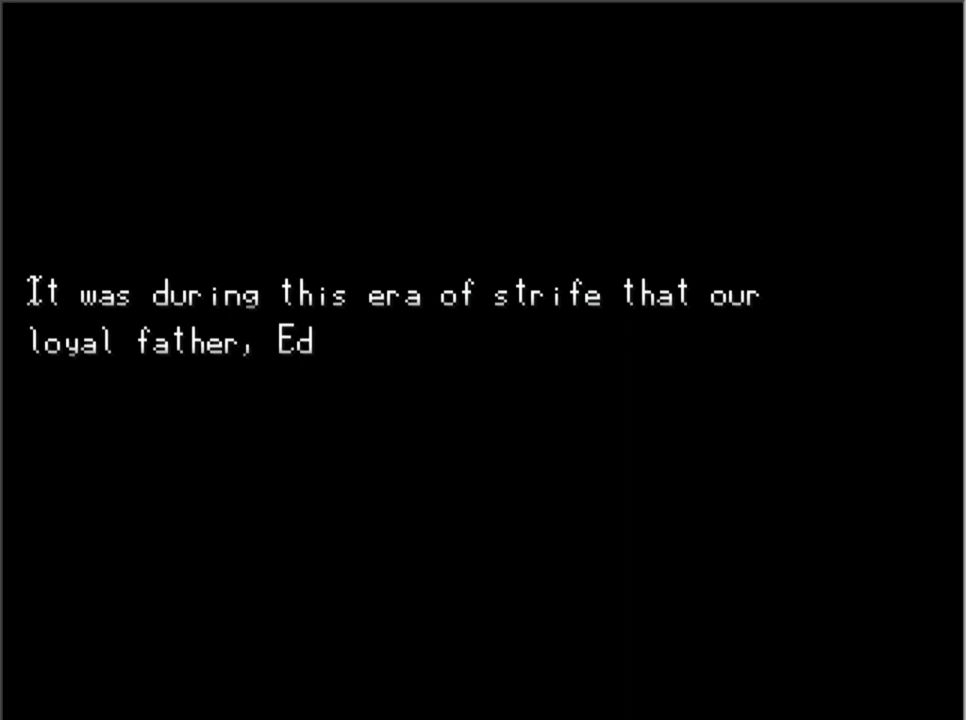 It was during this era of strife that our
loyal father, Ed